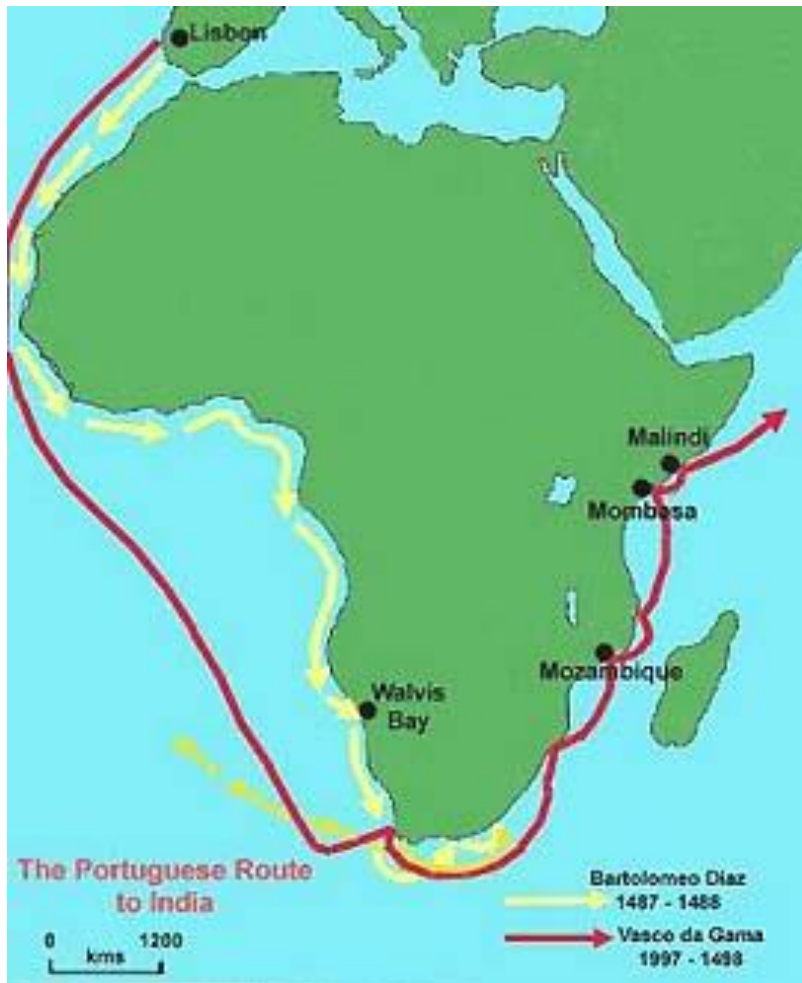 Lisbon
Malindi
Mombasa
Mozambique
Walvis
Bay
The Portuguese Route
to India
0 1200
kms
Bartolomeo Diaz
1487 - 1488
Vasco da Gama
1997 - 1498